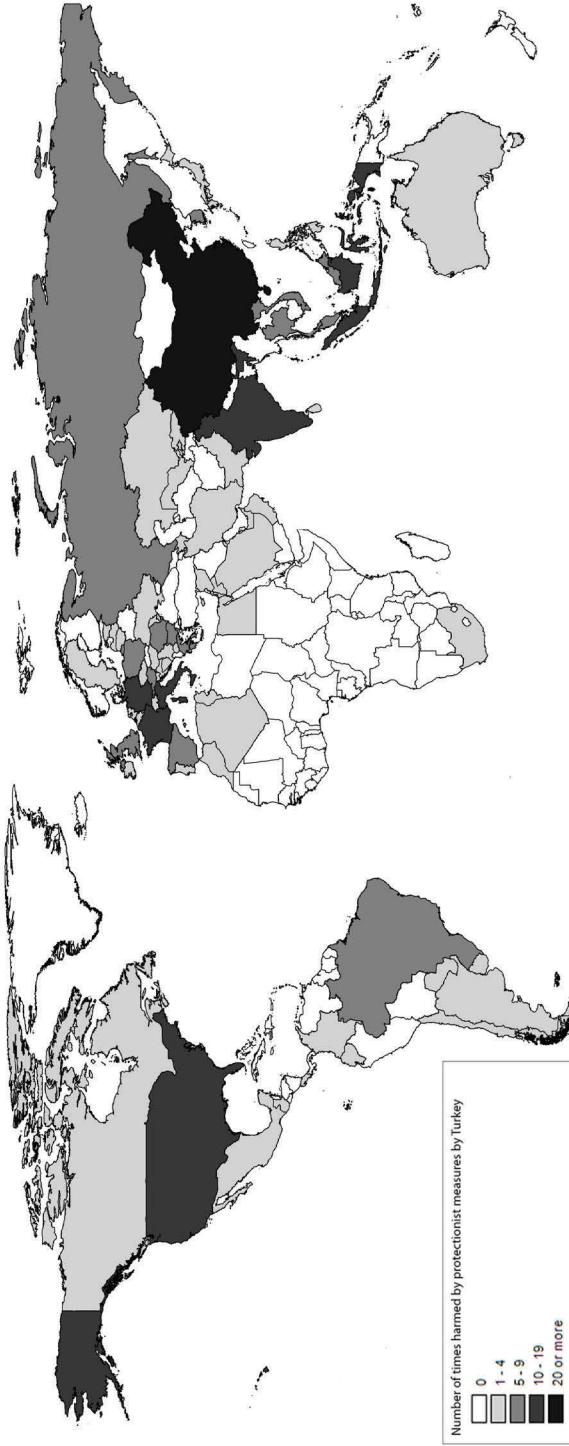 Number of times harmed by protectionist measures by Turkey
0
1 - 4
5 - 9
10 - 19
20 or more